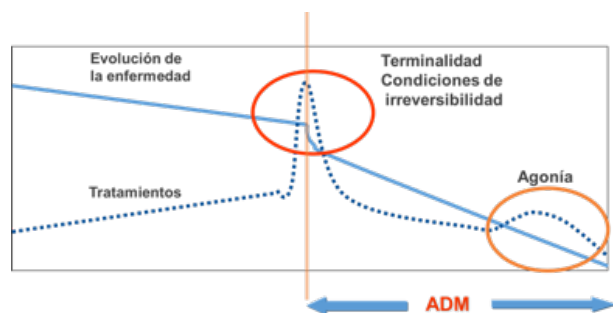 Evolución de
la enfermedad
Terminalidad
Condiciones de
irreversibilidad
Tratamientos
Agonía
ADM